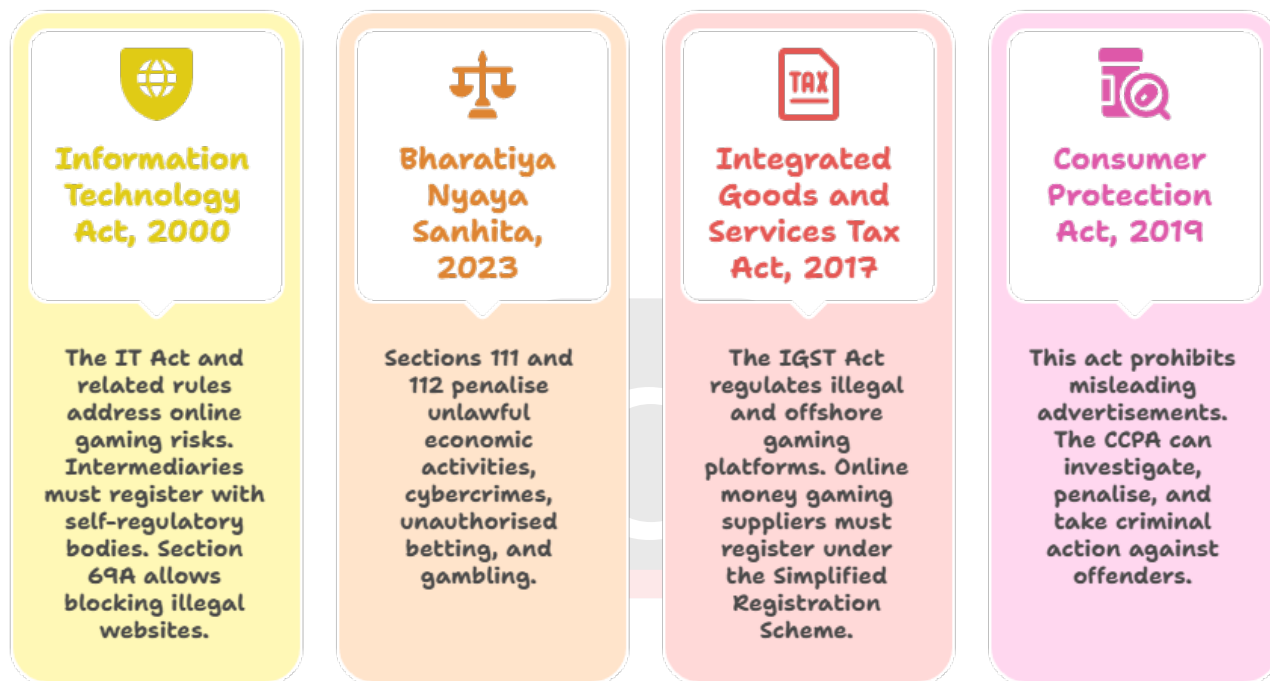 Information
Technology
Act, 2000
The IT Act and
related rules
address online
gaming risks.
Intermediaries
must register with
self-regulatory
bodies. Section
69A allows
blocking illegal
websites.
Bharatiya
Nyaya
Sanhita,
2023
Sections 111 and
112 penalise
unlawful
economic
activities,
cybercrimes,
unauthorised
betting, and
gambling.
TAX
Integrated
Goods and
Services Tax
Act, 2017
The IGST Act
regulates illegal
and offshore
gaming
platforms. Online
money gaming
suppliers must
register under
the Simplified
Registration
Scheme.
Consumer
Protection
Act, 2019
This act prohibits
misleading
advertisements.
The CCPA can
investigate,
penalise, and
take criminal
action against
offenders.